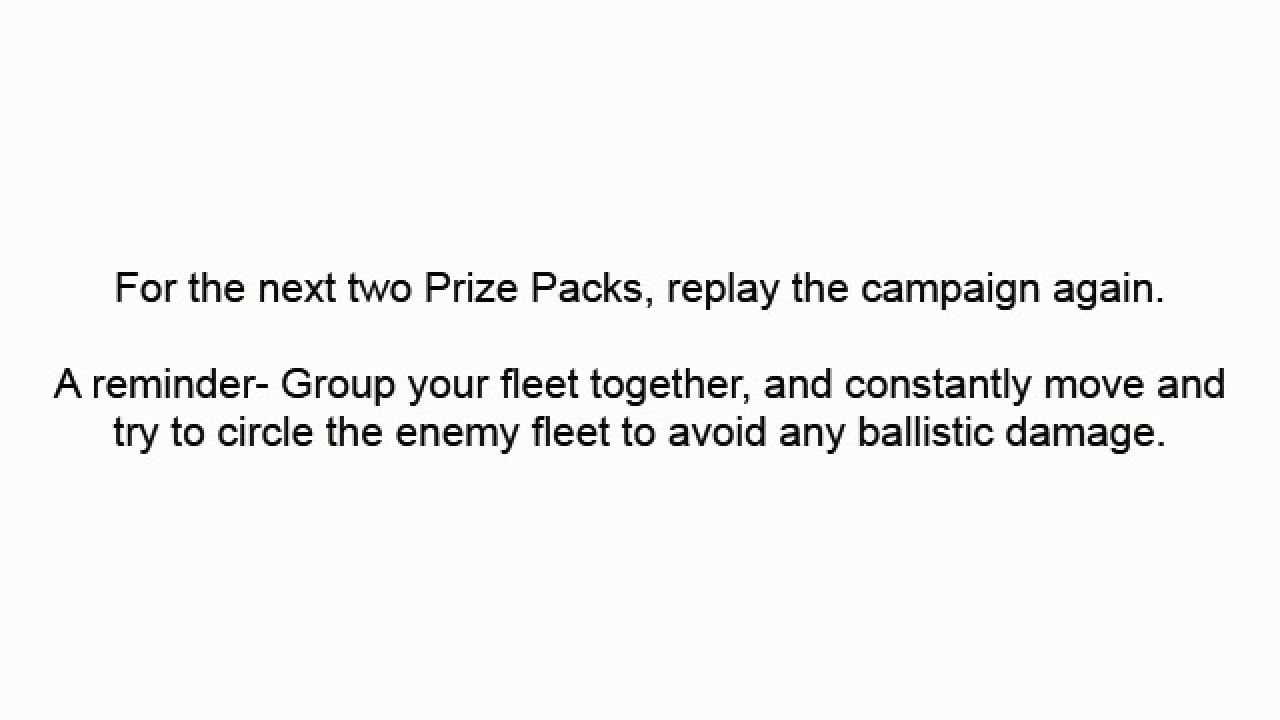 For the next two Prize Packs, replay the campaign again.
A reminder- Group your fleet together, and constantly move and
try to circle the enemy fleet to avoid any ballistic damage.